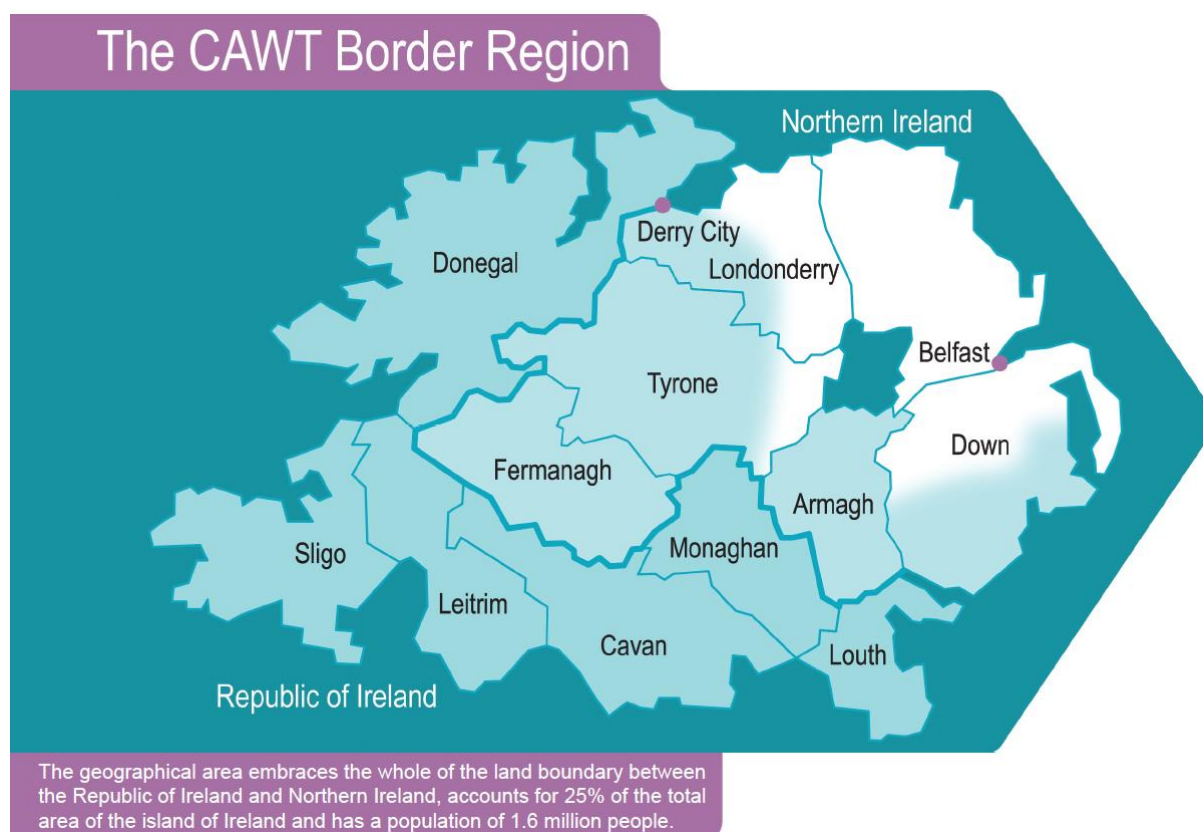 The CAWT Border Region
Northern Ireland
Derry City
Donegal
Londonderry
Belfast
Tyrone
Down
Fermanagh
Armagh
Sligo
Monaghan
Leitrim
Cavan
Louth
Republic of Ireland
The geographical area embraces the whole of the land boundary between
the Republic of Ireland and Northern Ireland, accounts for 25% of the total
area of the island of Ireland and has a population of 1.6 million people.